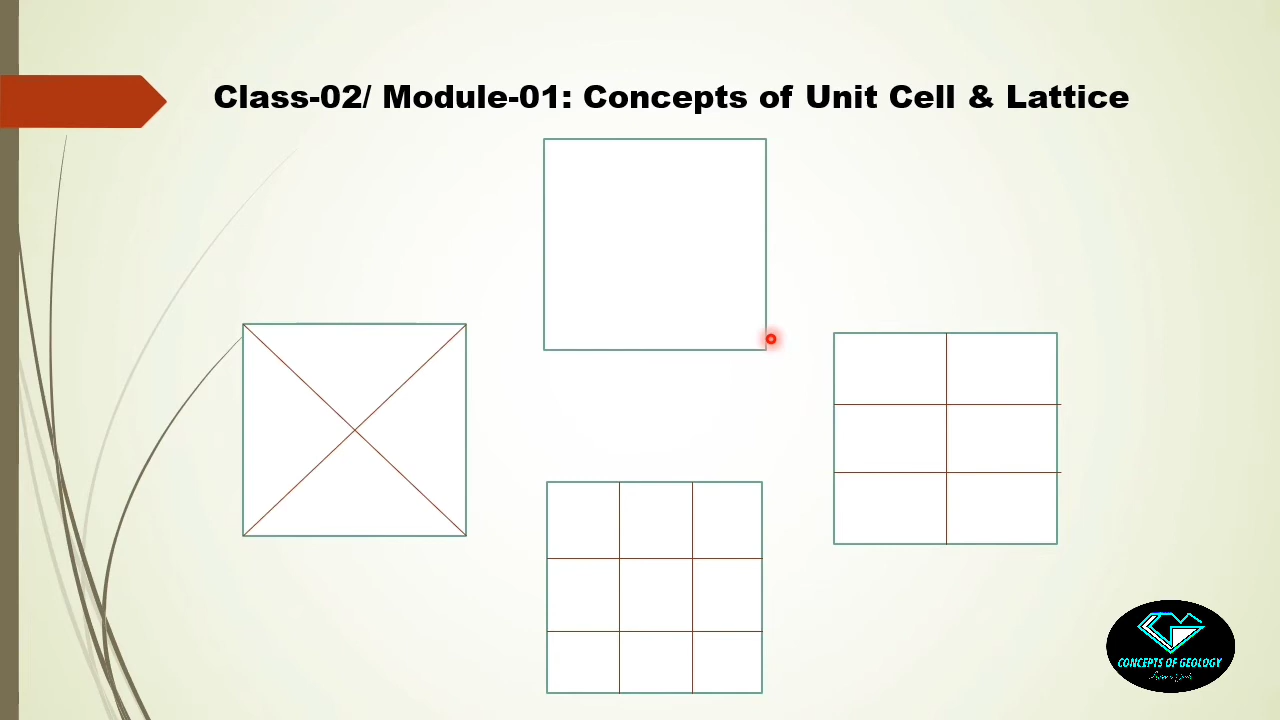 Class-02/ Module-01: Concepts of Unit Cell & Lattice
CONCEPTS OF GEOLOGY